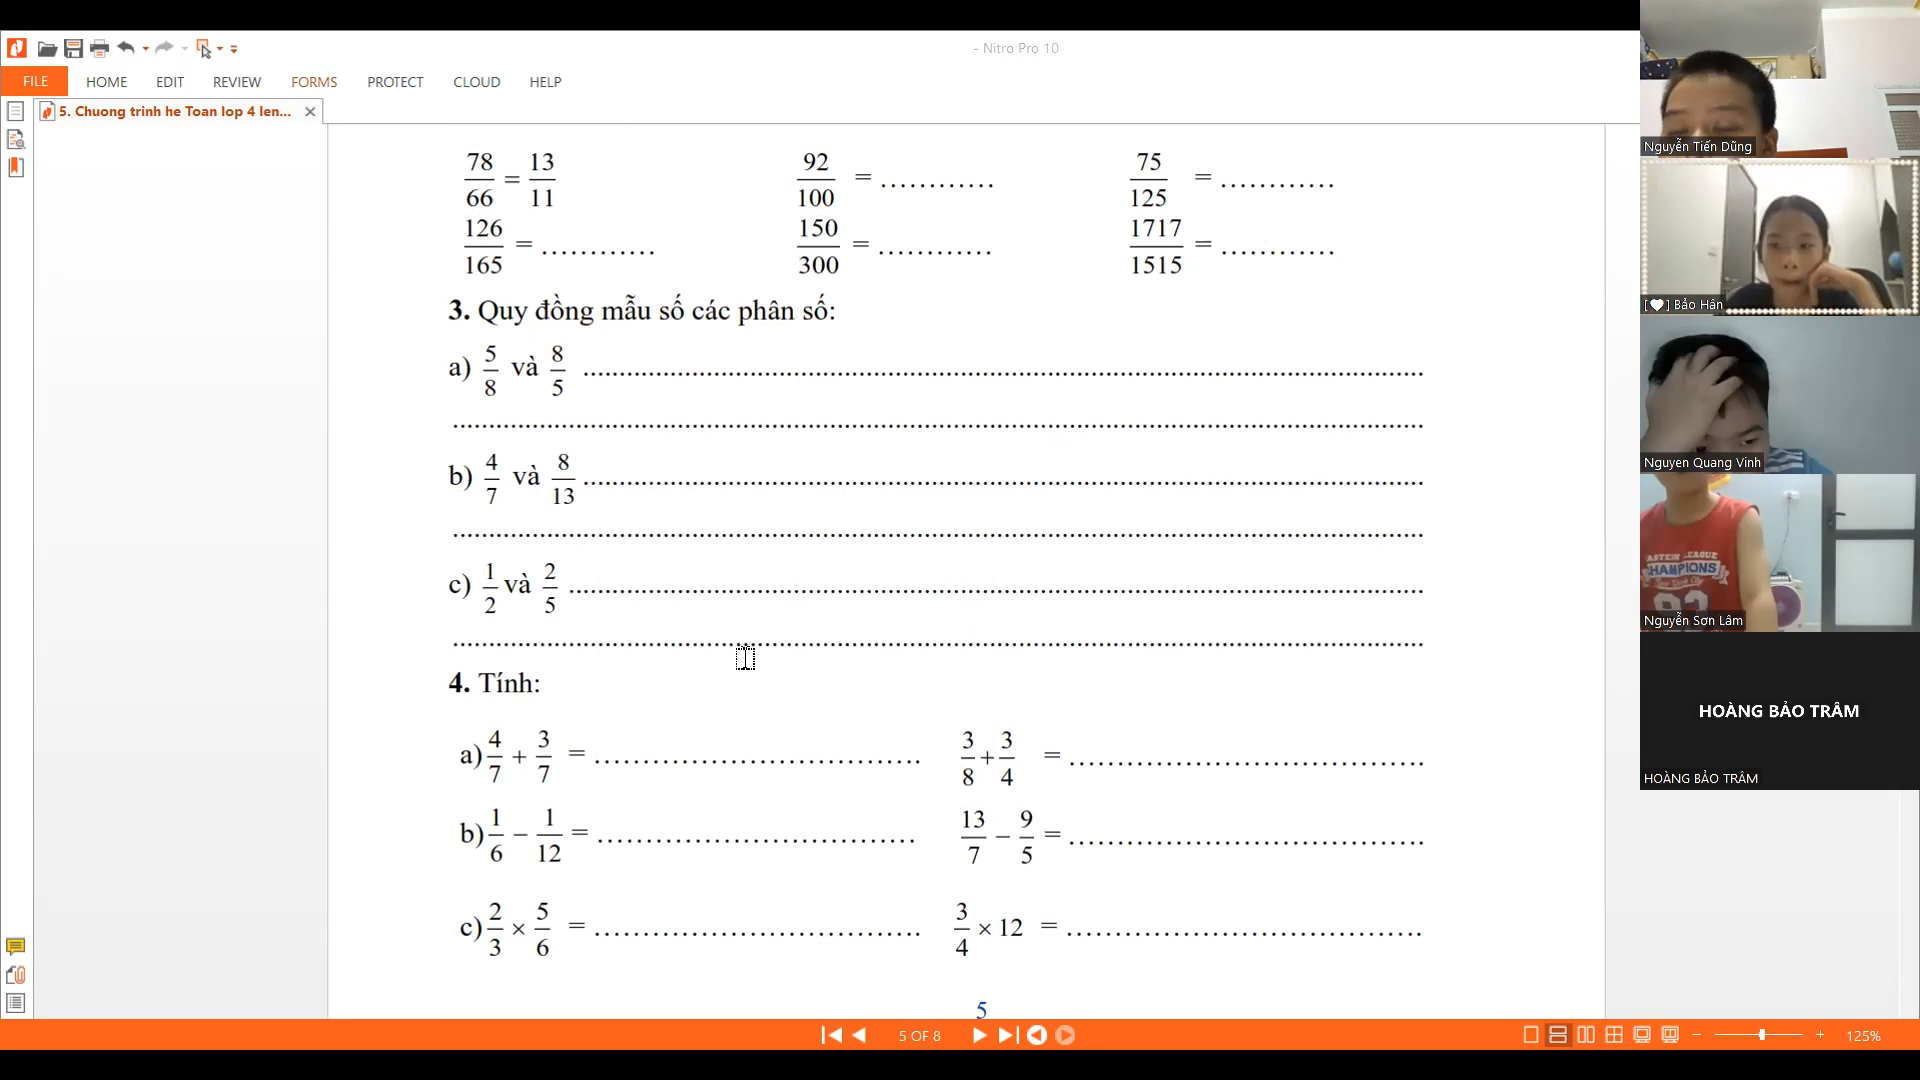 - Nitro Pro 10
FILE HOME EDIT REVIEW FORMS PROTECT CLOUD HELP
5. Chuong trinh he Toan lop 4 len...
78/66 = 13/11 92/100 = ............ 75/125 = ............
126/165 = ............ 150/300 = ............ 1717/1515 = ............
3. Quy đồng mẫu số các phân số:
a) 5/8 và 8/5 ....................
....................
b) 4/7 và 8/13 ....................
....................
c) 1/2 và 2/5 ....................
....................
4. Tính:
a) 4/7 + 3/7 = .................... 3/8 + 3/4 = ....................
b) 1/6 − 1/12 = .................... 13/7 − 9/5 = ....................
c) 2/3 × 5/6 = .................... 3/4 × 12 = ....................
5
5 OF 8
125%
Nguyễn Tiến Dũng
[♥] Bảo Hân
Nguyen Quang Vinh
EASTERN LEAGUE
CHAMPIONS
92
Nguyễn Sơn Lâm
HOÀNG BẢO TRÂM
HOÀNG BẢO TRÂM